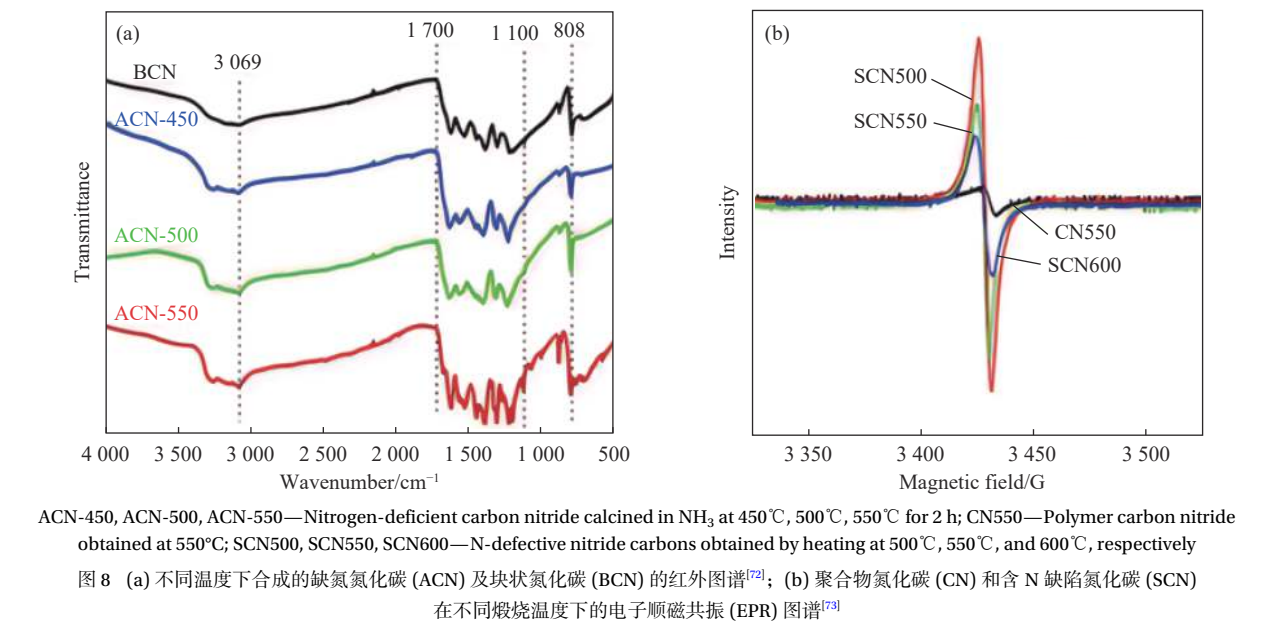 (a)
1 700
1 100
808
3 069
BCN
ACN-450
ACN-500
ACN-550
Transmittance
4 000 3 500 3 000 2 500 2 000 1 500 1 000 500
Wavenumber/cm⁻¹
(b)
SCN500
SCN550
CN550
SCN600
Intensity
3 350 3 400 3 450 3 500
Magnetic field/G
ACN-450, ACN-500, ACN-550—Nitrogen-deficient carbon nitride calcined in NH₃ at 450℃, 500℃, 550℃ for 2 h; CN550—Polymer carbon nitride
obtained at 550°C; SCN500, SCN550, SCN600—N-defective nitride carbons obtained by heating at 500℃, 550℃, and 600℃, respectively
图 8 (a) 不同温度下合成的缺氮氮化碳 (ACN) 及块状氮化碳 (BCN) 的红外图谱[72]；(b) 聚合物氮化碳 (CN) 和含 N 缺陷氮化碳 (SCN)
在不同煅烧温度下的电子顺磁共振 (EPR) 图谱[73]